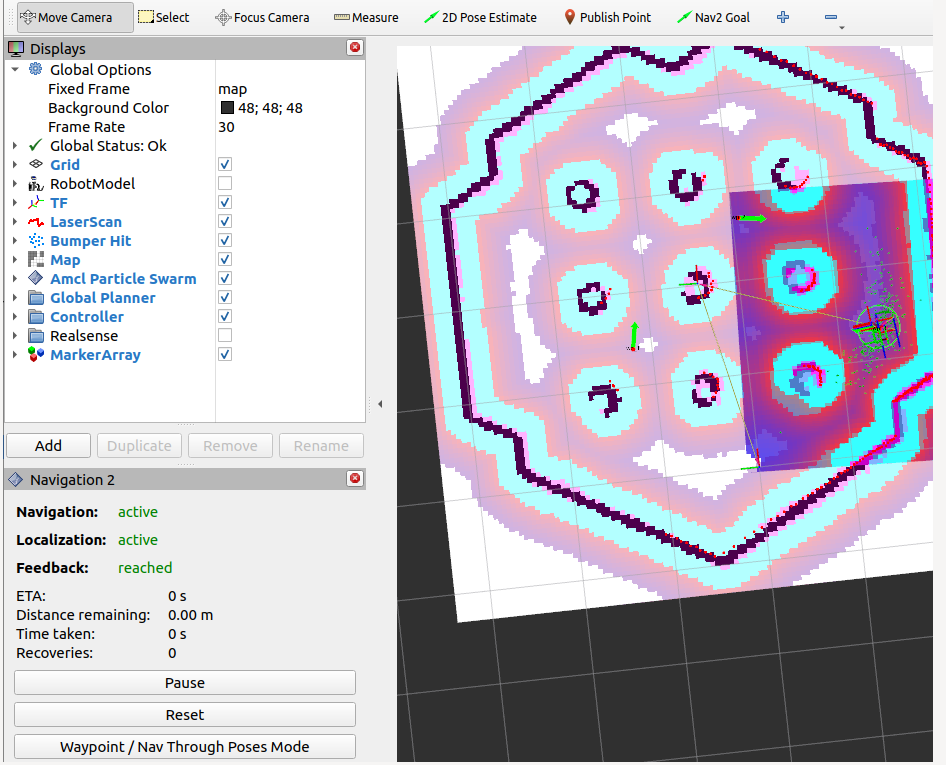 Move Camera Select Focus Camera Measure 2D Pose Estimate Publish Point Nav2 Goal
Displays
Global Options
Fixed Frame map
Background Color 48; 48; 48
Frame Rate 30
Global Status: Ok
Grid
RobotModel
TF
LaserScan
Bumper Hit
Map
Amcl Particle Swarm
Global Planner
Controller
Realsense
MarkerArray
Add Duplicate Remove Rename
Navigation 2
Navigation: active
Localization: active
Feedback: reached
ETA: 0 s
Distance remaining: 0.00 m
Time taken: 0 s
Recoveries: 0
Pause
Reset
Waypoint / Nav Through Poses Mode